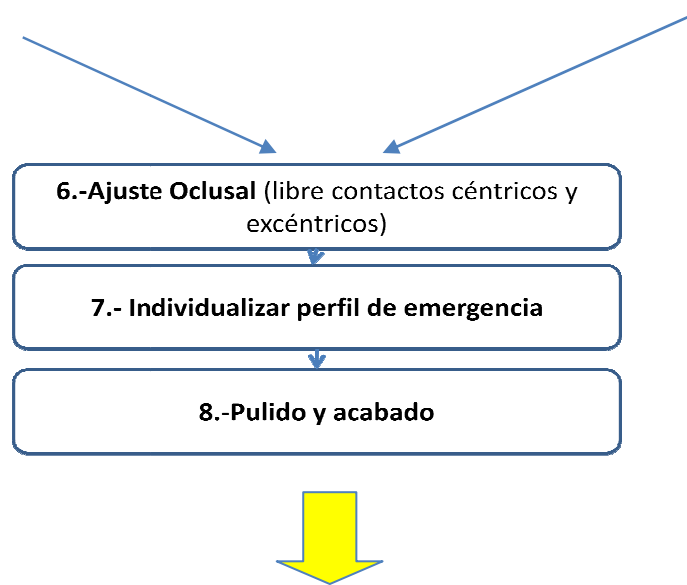 6.-Ajuste Oclusal (libre contactos céntricos y
excéntricos)
7.- Individualizar perfil de emergencia
8.-Pulido y acabado